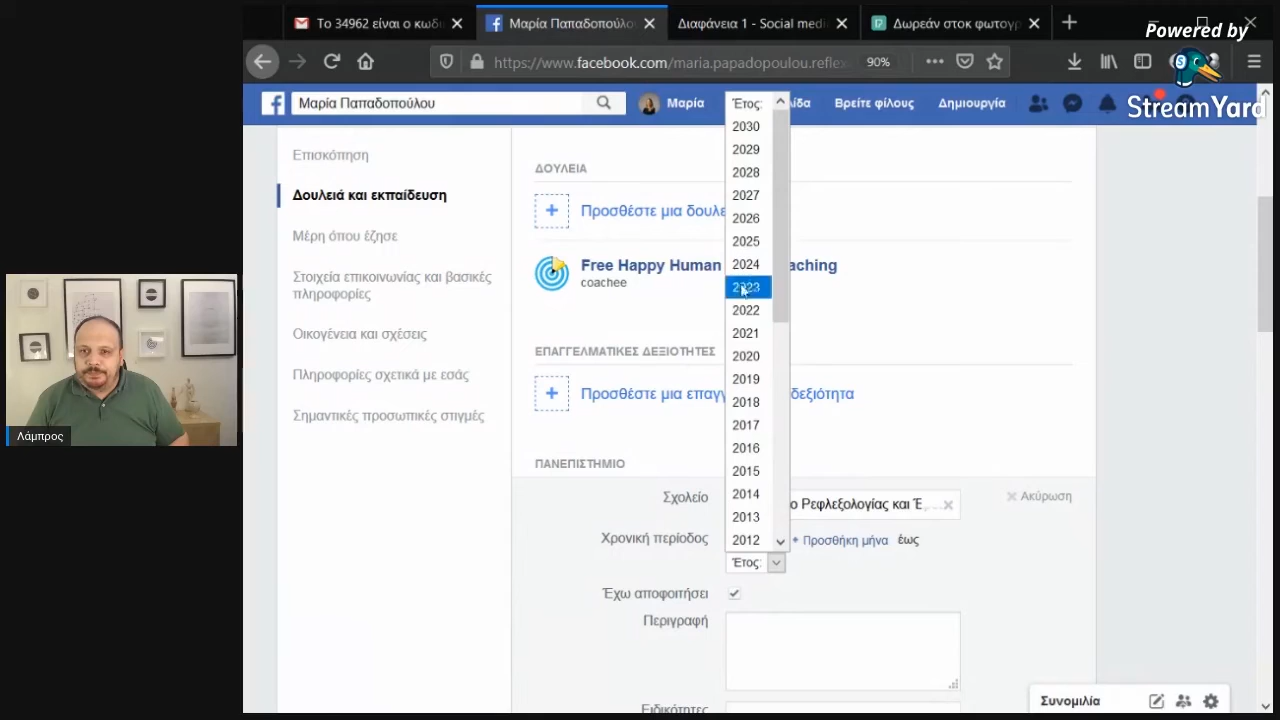 Το 34962 είναι ο κωδι
Μαρία Παπαδοπούλου
Διαφάνεια 1 - Social medi
Δωρεάν στοκ φωτογρ
Powered by
StreamYard
https://www.facebook.com/maria.papadopoulou.reflex
90%
Μαρία Παπαδοπούλου
Μαρία
Βρείτε φίλους
Δημιουργία
Επισκόπηση
Δουλειά και εκπαίδευση
Μέρη όπου έζησε
Στοιχεία επικοινωνίας και βασικές
πληροφορίες
Οικογένεια και σχέσεις
Πληροφορίες σχετικά με εσάς
Σημαντικές προσωπικές στιγμές
Λάμπρος
ΔΟΥΛΕΙΑ
Προσθέστε μια δουλε
Free Happy Human aching
coachee
ΕΠΑΓΓΕΛΜΑΤΙΚΕΣ ΔΕΞΙΟΤΗΤΕΣ
Προσθέστε μια επαγγ δεξιότητα
ΠΑΝΕΠΙΣΤΗΜΙΟ
Σχολείο
ο Ρεφλεξολογίας και Έ
Ακύρωση
Χρονική περίοδος
Προσθήκη μήνα έως
Έτος:
2030
2029
2028
2027
2026
2025
2024
2023
2022
2021
2020
2019
2018
2017
2016
2015
2014
2013
2012
Έτος:
Έχω αποφοιτήσει
Περιγραφή
Ειδικότητες
Συνομιλία